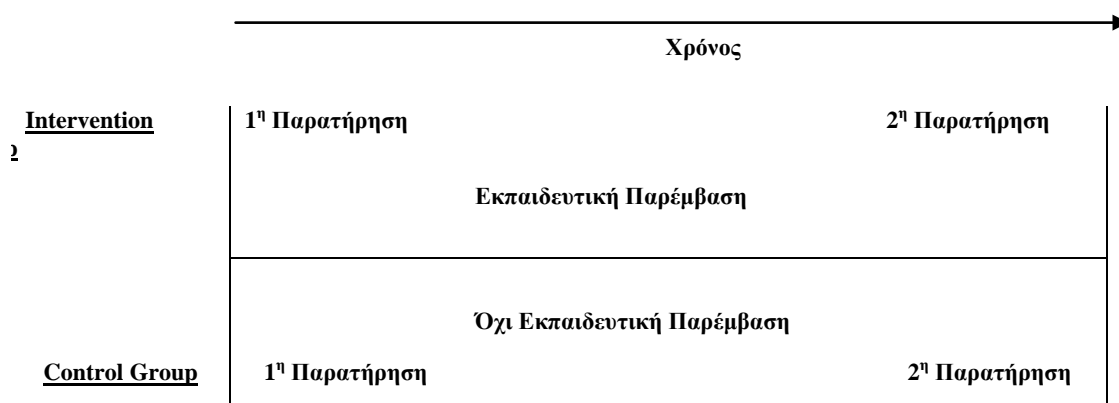 Χρόνος
Intervention 1η Παρατήρηση 2η Παρατήρηση
Εκπαιδευτική Παρέμβαση
Όχι Εκπαιδευτική Παρέμβαση
Control Group 1η Παρατήρηση 2η Παρατήρηση